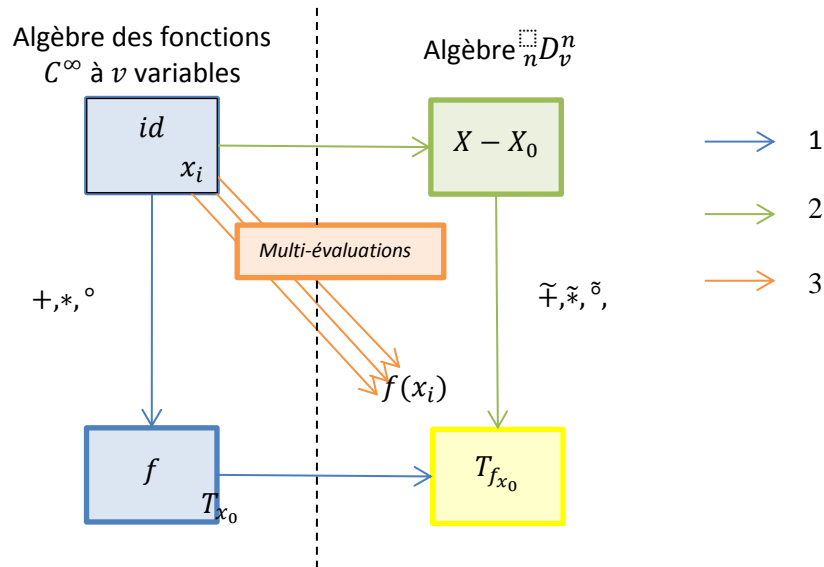 Algèbre des fonctions
C^∞ à v variables
Algèbre ₙD_v^n
id
x_i
X − X_0
1
2
3
Multi-évaluations
+,*,°
+̃,*̃,°̃,
f(x_i)
f
T_{x_0}
T_{f_{x_0}}